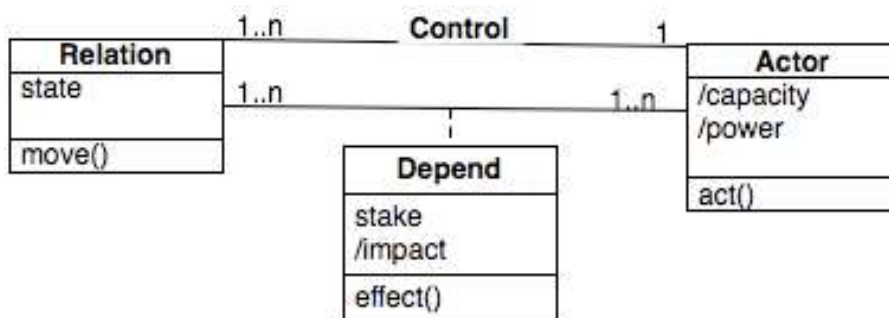 1..n Control 1
Relation
state
move()
1..n 1..n
Actor
/capacity
/power
act()
Depend
stake
/impact
effect()